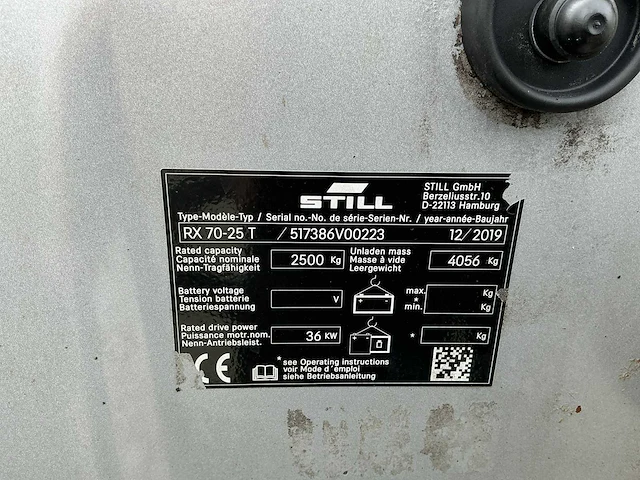 STILL
STILL GmbH
Berzeliusstr.10
D-22113 Hamburg
Type-Modèle-Typ / Serial no.-No. de série-Serien-Nr. / year-année-Baujahr
RX 70-25 T / 517386V00223 12/2019
Rated capacity
Capacité nominale
Nenn-Tragfähigkeit
2500 Kg
Unladen mass
Masse à vide
Leergewicht
4056 Kg
Battery voltage
Tension batterie
Batteriespannung
V
max.
*
min.
Kg
Kg
Rated drive power
Puissance motr.nom.
Nenn-Antriebsleist.
36 KW
* Kg
CE
* see Operating instructions
voir Mode d'emploi
siehe Betriebsanleitung